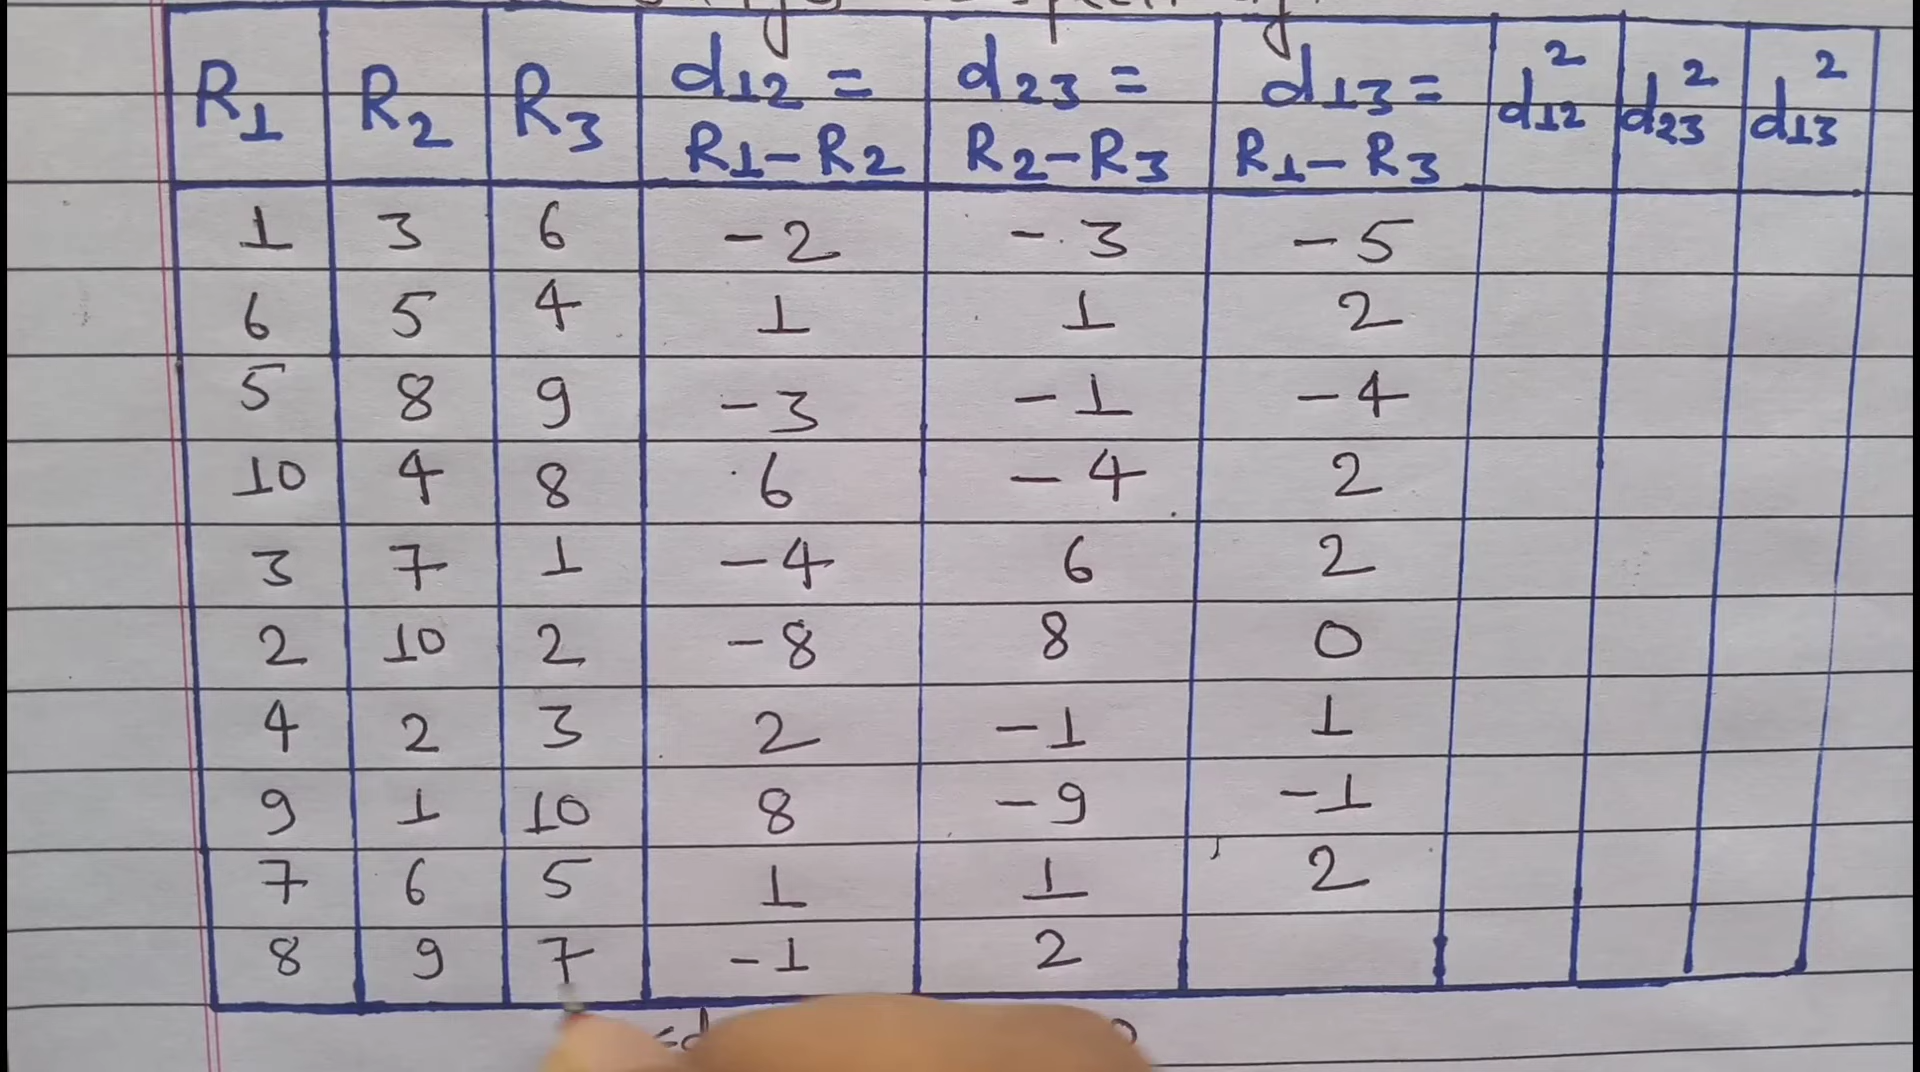 R1 R2 R3 d12 = R1-R2 d23 = R2-R3 d13 = R1-R3 d12² d23² d13²
1 3 6 -2 -3 -5
6 5 4 1 1 2
5 8 9 -3 -1 -4
10 4 8 6 -4 2
3 7 1 -4 6 2
2 10 2 -8 8 0
4 2 3 2 -1 1
9 1 10 8 -9 -1
7 6 5 1 1 2
8 9 7 -1 2